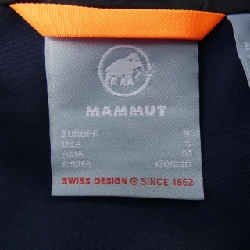 MAMMUT
EUROPE S
USA S
ASIA M
CHINA
SWISS DESIGN SINCE 1862